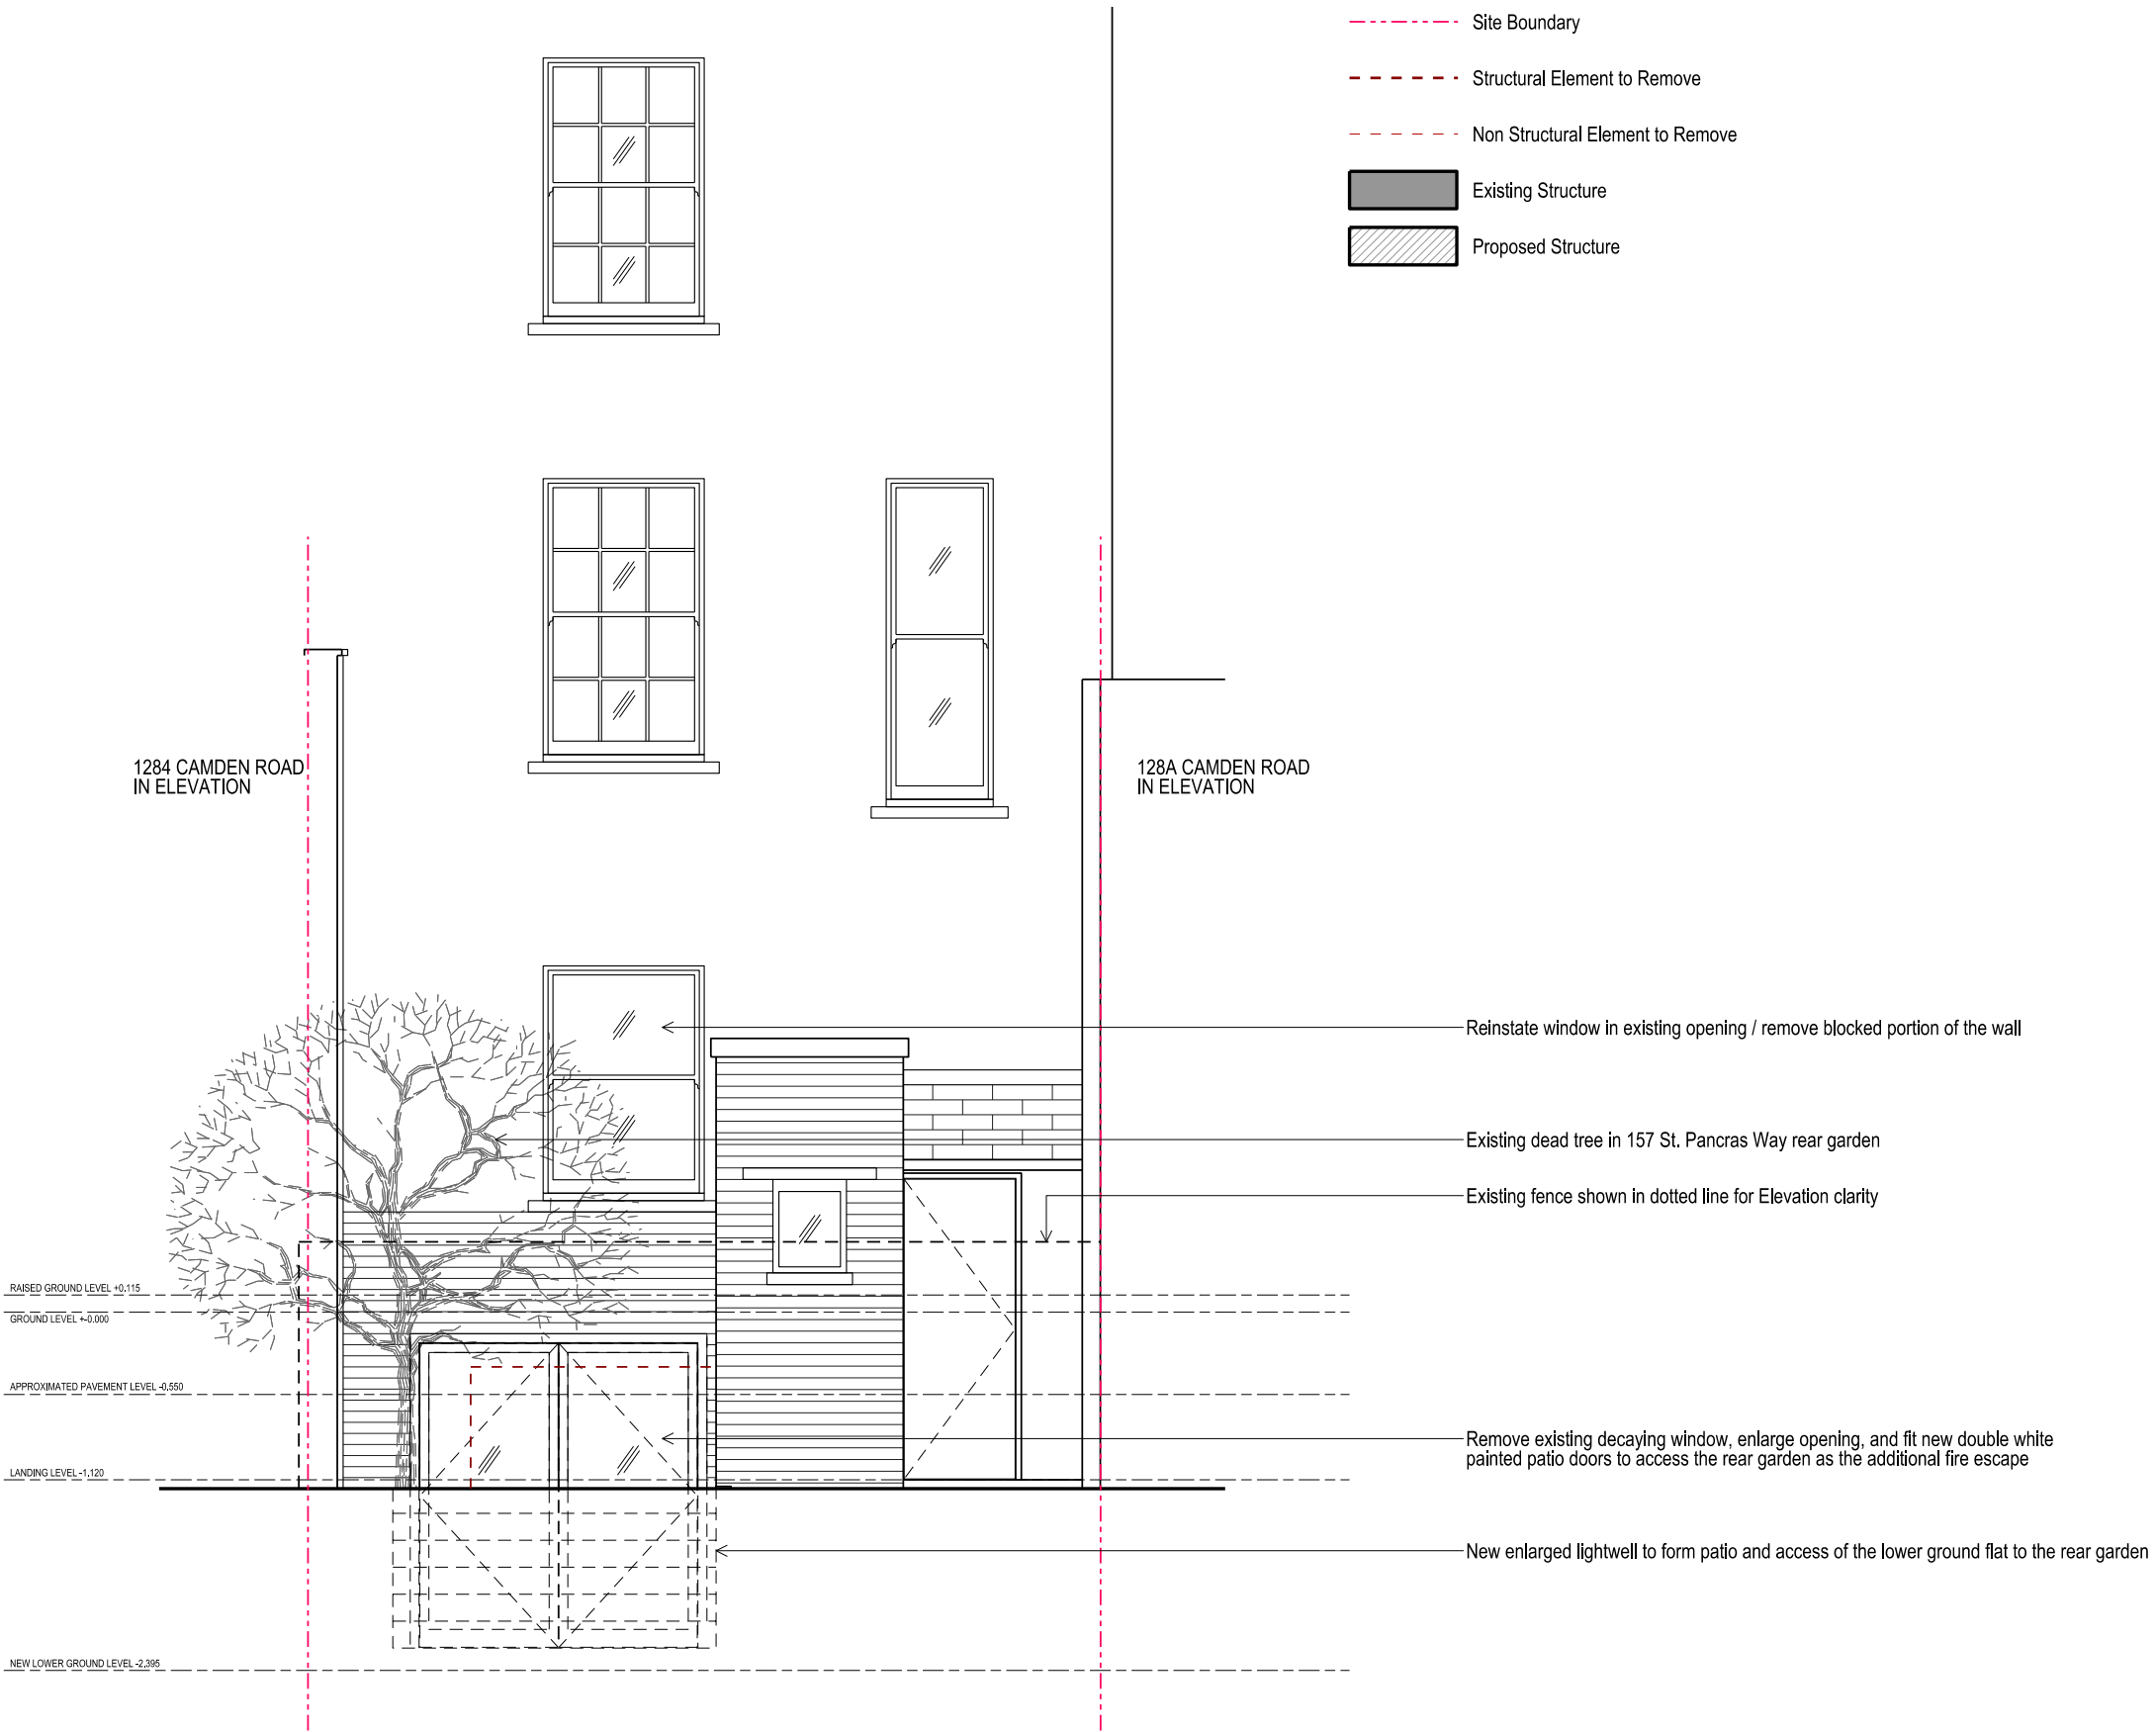 Site Boundary
Structural Element to Remove
Non Structural Element to Remove
Existing Structure
Proposed Structure
1284 CAMDEN ROAD
IN ELEVATION
128A CAMDEN ROAD
IN ELEVATION
Reinstate window in existing opening / remove blocked portion of the wall
Existing dead tree in 157 St. Pancras Way rear garden
Existing fence shown in dotted line for Elevation clarity
RAISED GROUND LEVEL +0.115
GROUND LEVEL +-0.000
APPROXIMATED PAVEMENT LEVEL -0,550
Remove existing decaying window, enlarge opening, and fit new double white
painted patio doors to access the rear garden as the additional fire escape
LANDING LEVEL -1,120
New enlarged lightwell to form patio and access of the lower ground flat to the rear garden
NEW LOWER GROUND LEVEL -2,395